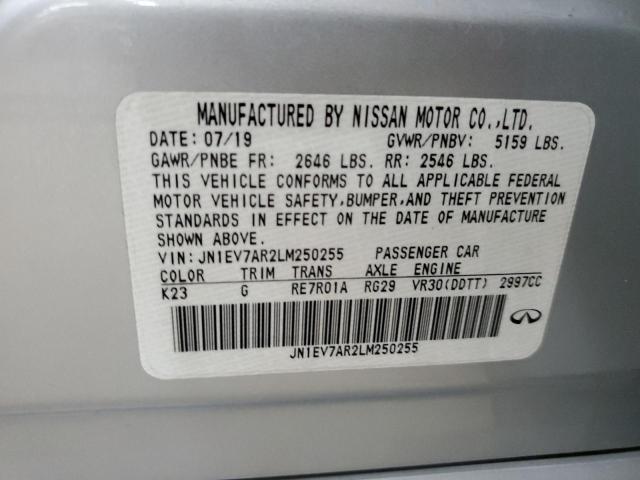 MANUFACTURED BY NISSAN MOTOR CO.,LTD.
DATE: 07/19 GVWR/PNBV: 5159 LBS.
GAWR/PNBE FR: 2646 LBS. RR: 2546 LBS.
THIS VEHICLE CONFORMS TO ALL APPLICABLE FEDERAL
MOTOR VEHICLE SAFETY,BUMPER,AND THEFT PREVENTION
STANDARDS IN EFFECT ON THE DATE OF MANUFACTURE
SHOWN ABOVE.
VIN: JN1EV7AR2LM250255 PASSENGER CAR
COLOR TRIM TRANS AXLE ENGINE
K23 G RE7R01A RG29 VR30(DDTT) 2997CC
JN1EV7AR2LM250255